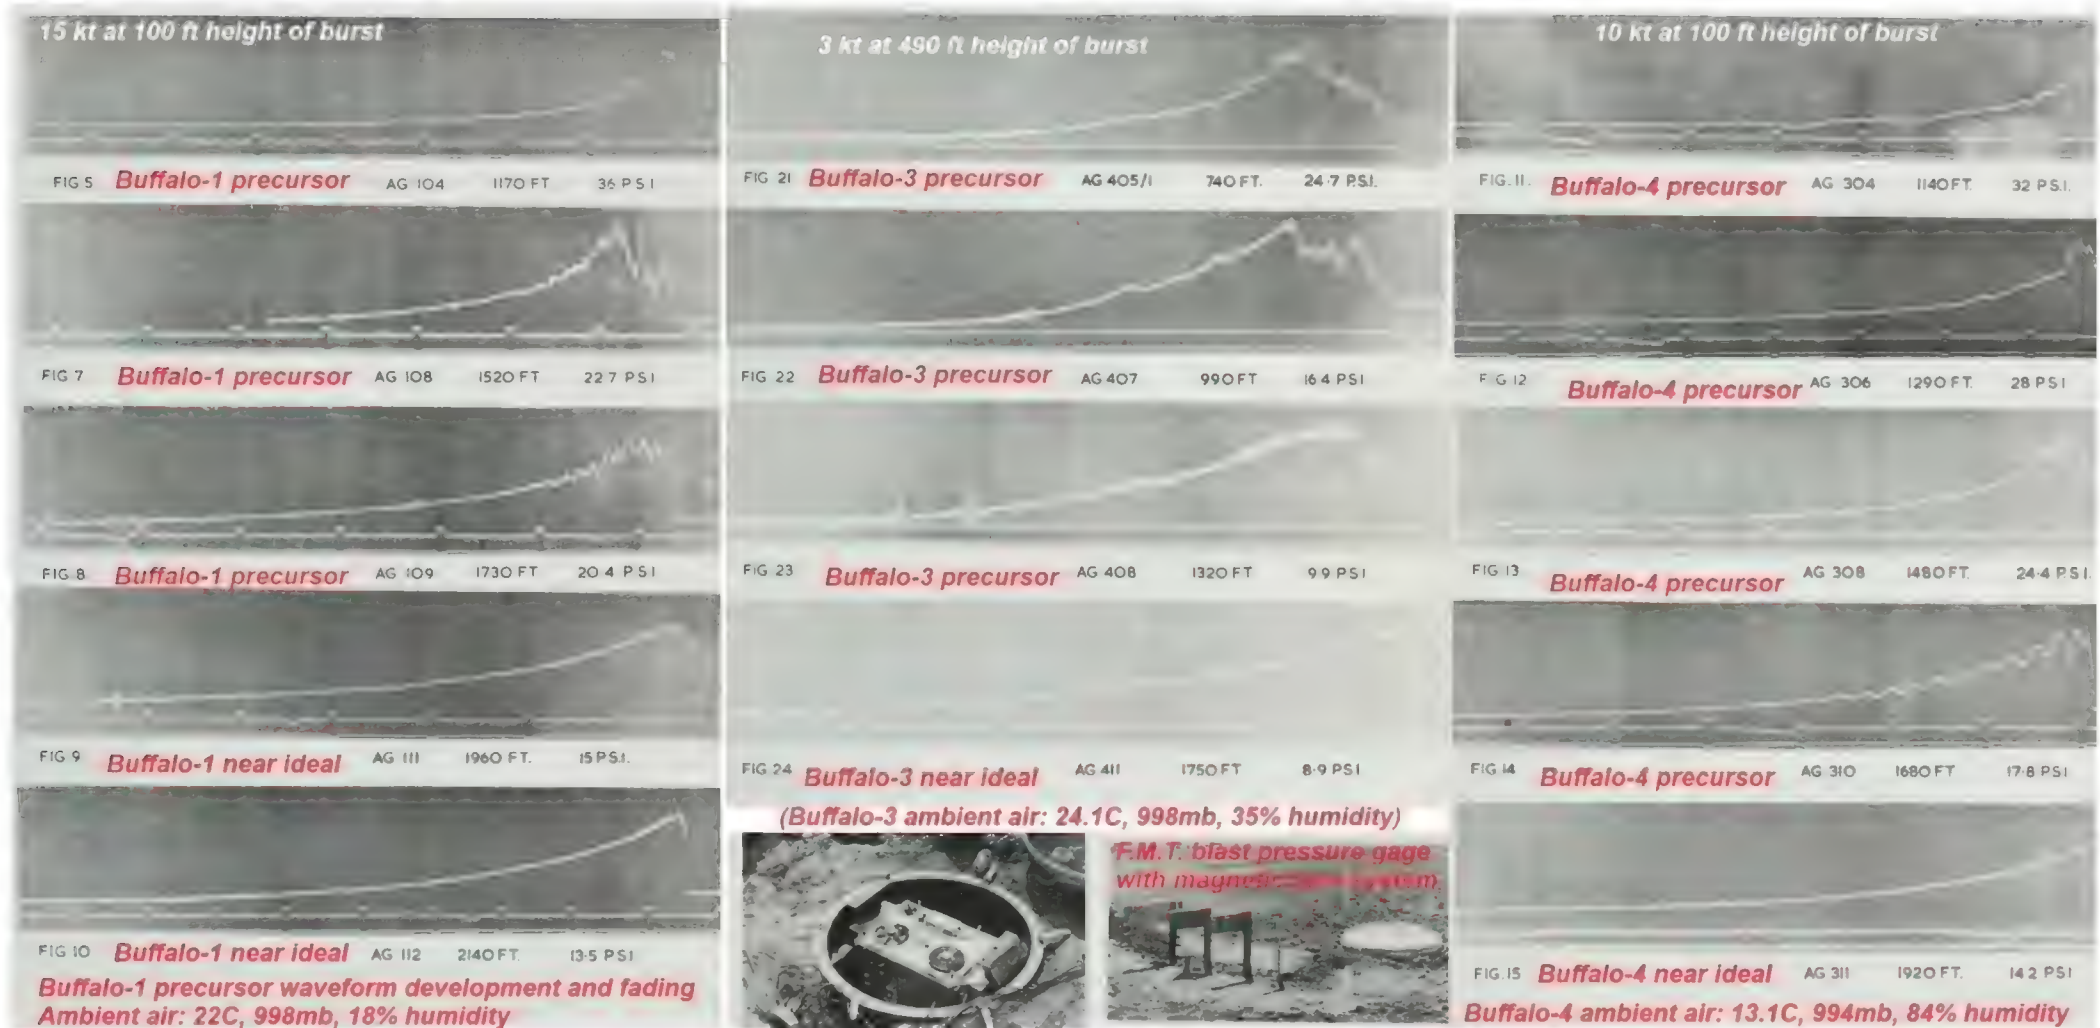 15 kt at 100 ft height of burst
FIG 5 Buffalo-1 precursor AG 104 1170 FT 36 PSI
FIG 7 Buffalo-1 precursor AG 108 1520 FT 22 7 PSI
FIG 8 Buffalo-1 precursor AG 109 1730 FT 20 4 PSI
FIG 9 Buffalo-1 near ideal AG 111 1960 FT. 15 PS.I.
FIG 10 Buffalo-1 near ideal AG 112 2140 FT. 13·5 PSI
Buffalo-1 precursor waveform development and fading
Ambient air: 22C, 998mb, 18% humidity
3 kt at 490 ft height of burst
FIG 21 Buffalo-3 precursor AG 405/1 740 FT. 24·7 P.S.I.
FIG 22 Buffalo-3 precursor AG 407 990 FT 16 4 PSI
FIG 23 Buffalo-3 precursor AG 408 1320 FT 9 9 PSI
FIG 24 Buffalo-3 near ideal AG 411 1750 FT 8·9 PSI
(Buffalo-3 ambient air: 24.1C, 998mb, 35% humidity)
F.M.T. blast pressure gage
with magnetic tape system
10 kt at 100 ft height of burst
FIG. 11. Buffalo-4 precursor AG 304 1140 FT. 32 P.S.I.
F G 12 Buffalo-4 precursor AG 306 1290 FT. 28 PSI
FIG 13 Buffalo-4 precursor AG 308 1480 FT. 24·4 P.S.I.
FIG 14 Buffalo-4 precursor AG 310 1680 FT 17·8 PSI
FIG. 15 Buffalo-4 near ideal AG 311 1920 FT. 14 2 PSI
Buffalo-4 ambient air: 13.1C, 994mb, 84% humidity